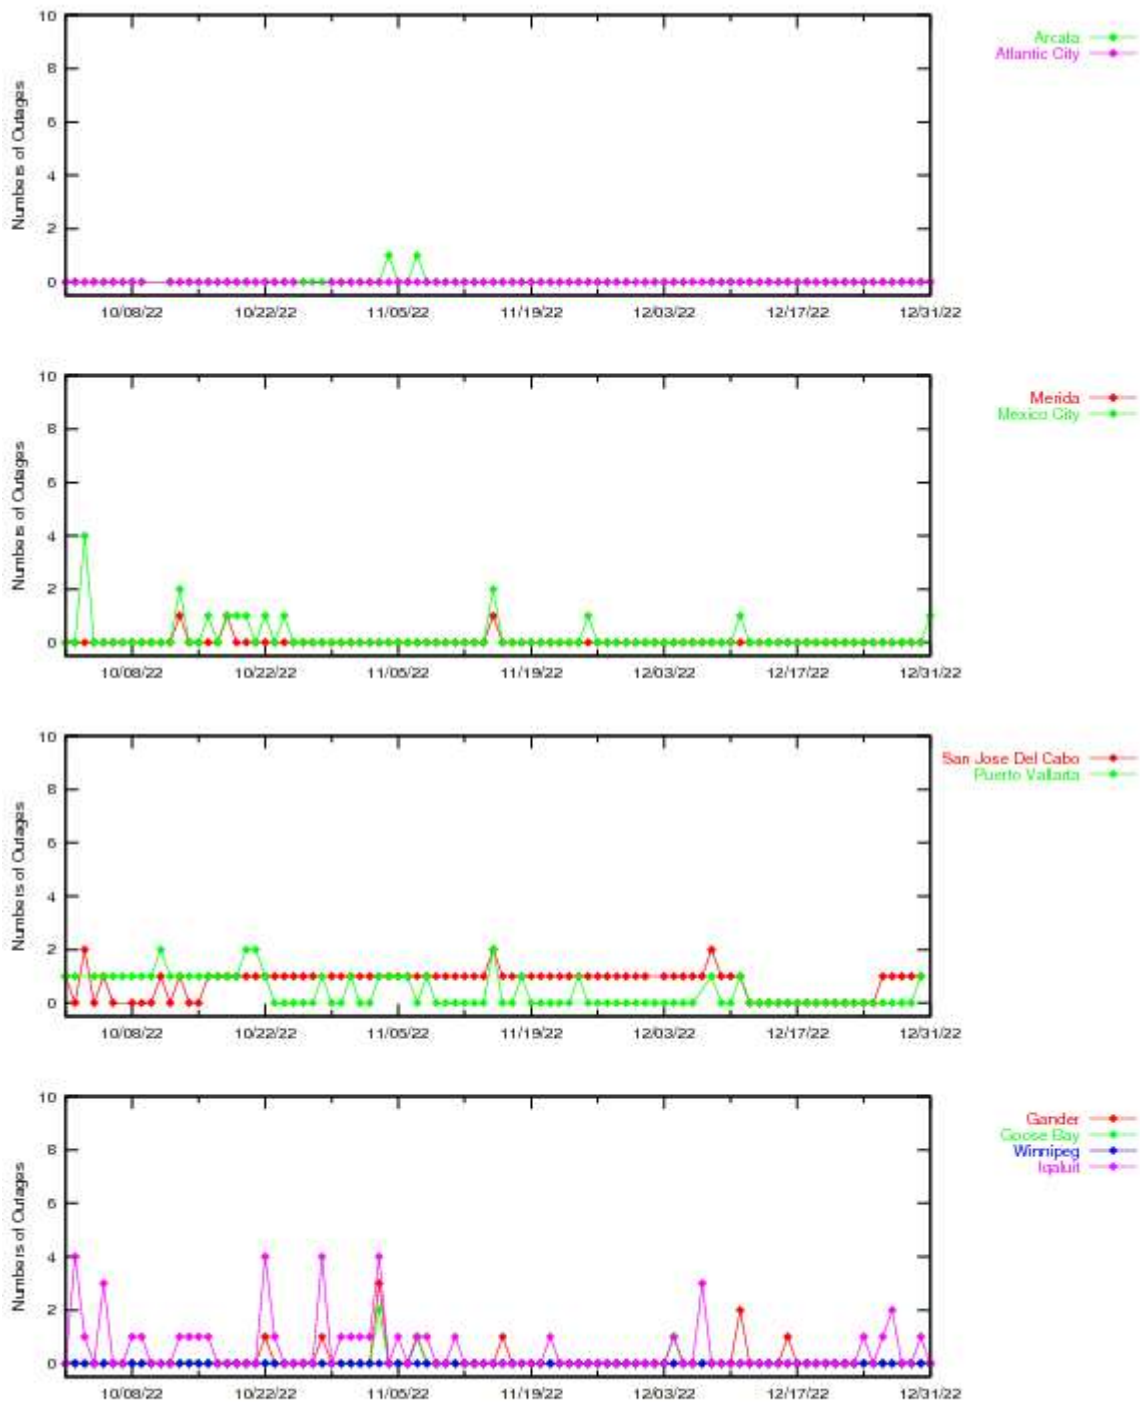 Numbers of Outages
10
8
6
4
2
0
10/08/22 10/22/22 11/05/22 11/19/22 12/03/22 12/17/22 12/31/22
Arcata
Atlantic City
Numbers of Outages
10
8
6
4
2
0
10/08/22 10/22/22 11/05/22 11/19/22 12/03/22 12/17/22 12/31/22
Merida
Mexico City
Numbers of Outages
10
8
6
4
2
0
10/08/22 10/22/22 11/05/22 11/19/22 12/03/22 12/17/22 12/31/22
San Jose Del Cabo
Puerto Vallarta
Numbers of Outages
10
8
6
4
2
0
10/08/22 10/22/22 11/05/22 11/19/22 12/03/22 12/17/22 12/31/22
Gander
Goose Bay
Winnipeg
Iqaluit